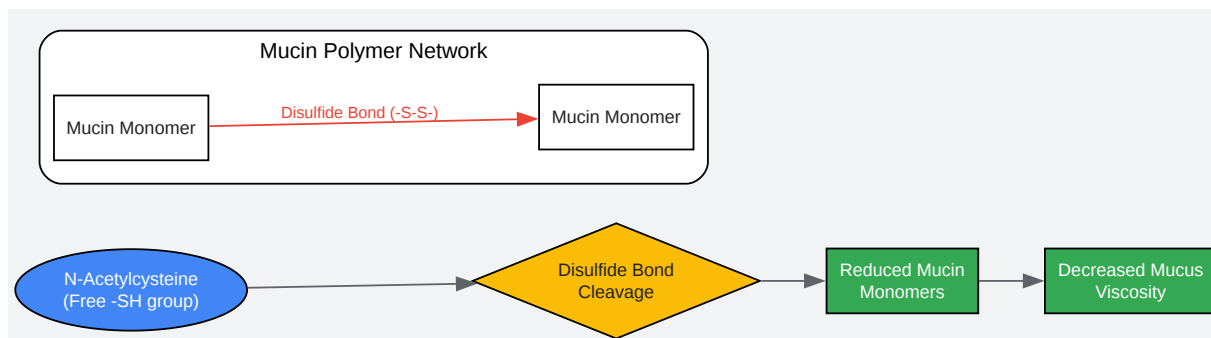 Mucin Polymer Network
Mucin Monomer
Disulfide Bond (-S-S-)
Mucin Monomer
N-Acetylcysteine
(Free -SH group)
Disulfide Bond
Cleavage
Reduced Mucin
Monomers
Decreased Mucus
Viscosity